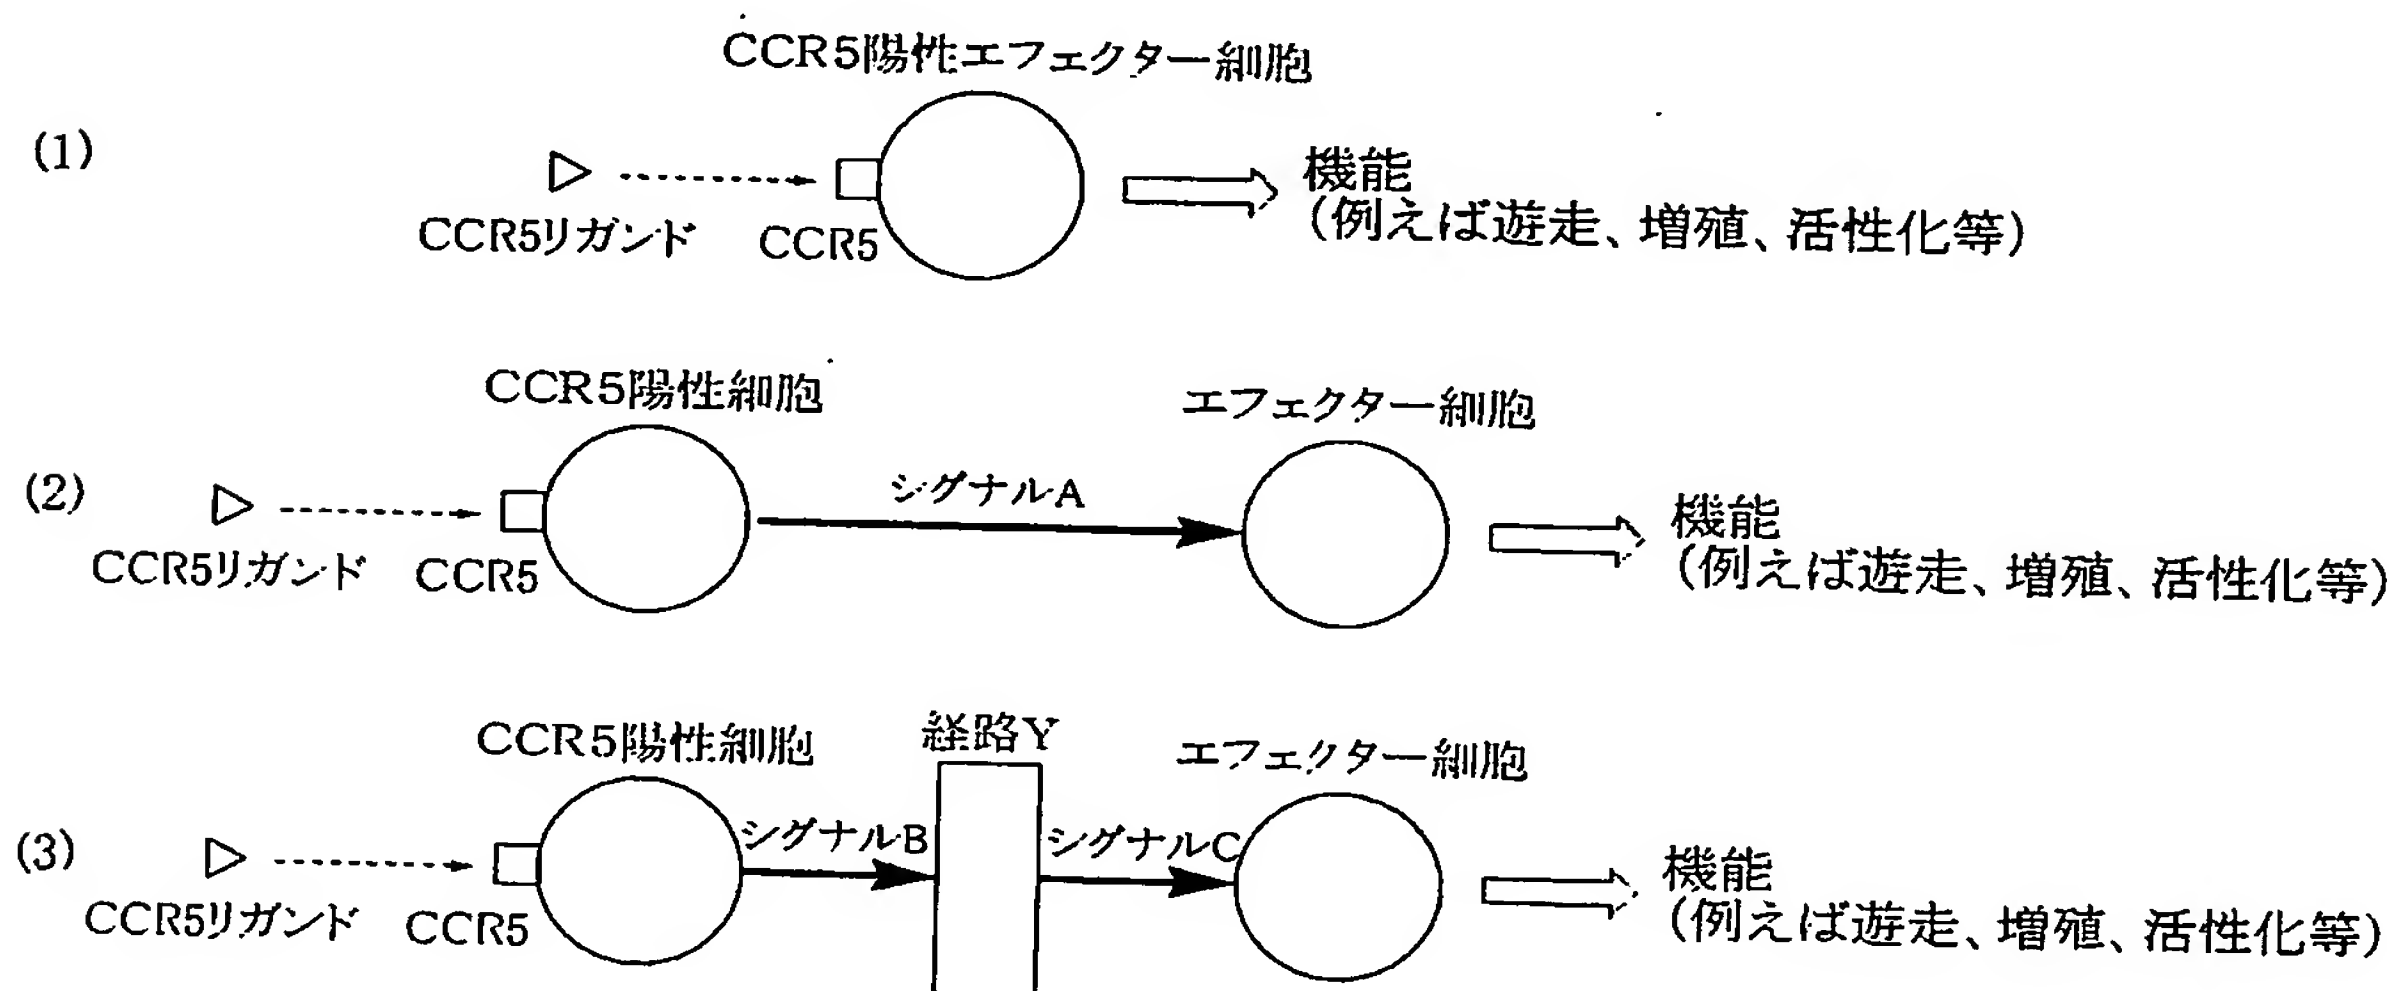 CCR5陽性エフェクター細胞
(1)
CCR5リガンド
CCR5
機能
(例えば遊走、増殖、活性化等)
CCR5陽性細胞
エフェクター細胞
(2)
シグナルA
CCR5リガンド
CCR5
機能
(例えば遊走、増殖、活性化等)
CCR5陽性細胞
経路Y
エフェクター細胞
(3)
シグナルB
シグナルC
CCR5リガンド
CCR5
機能
(例えば遊走、増殖、活性化等)